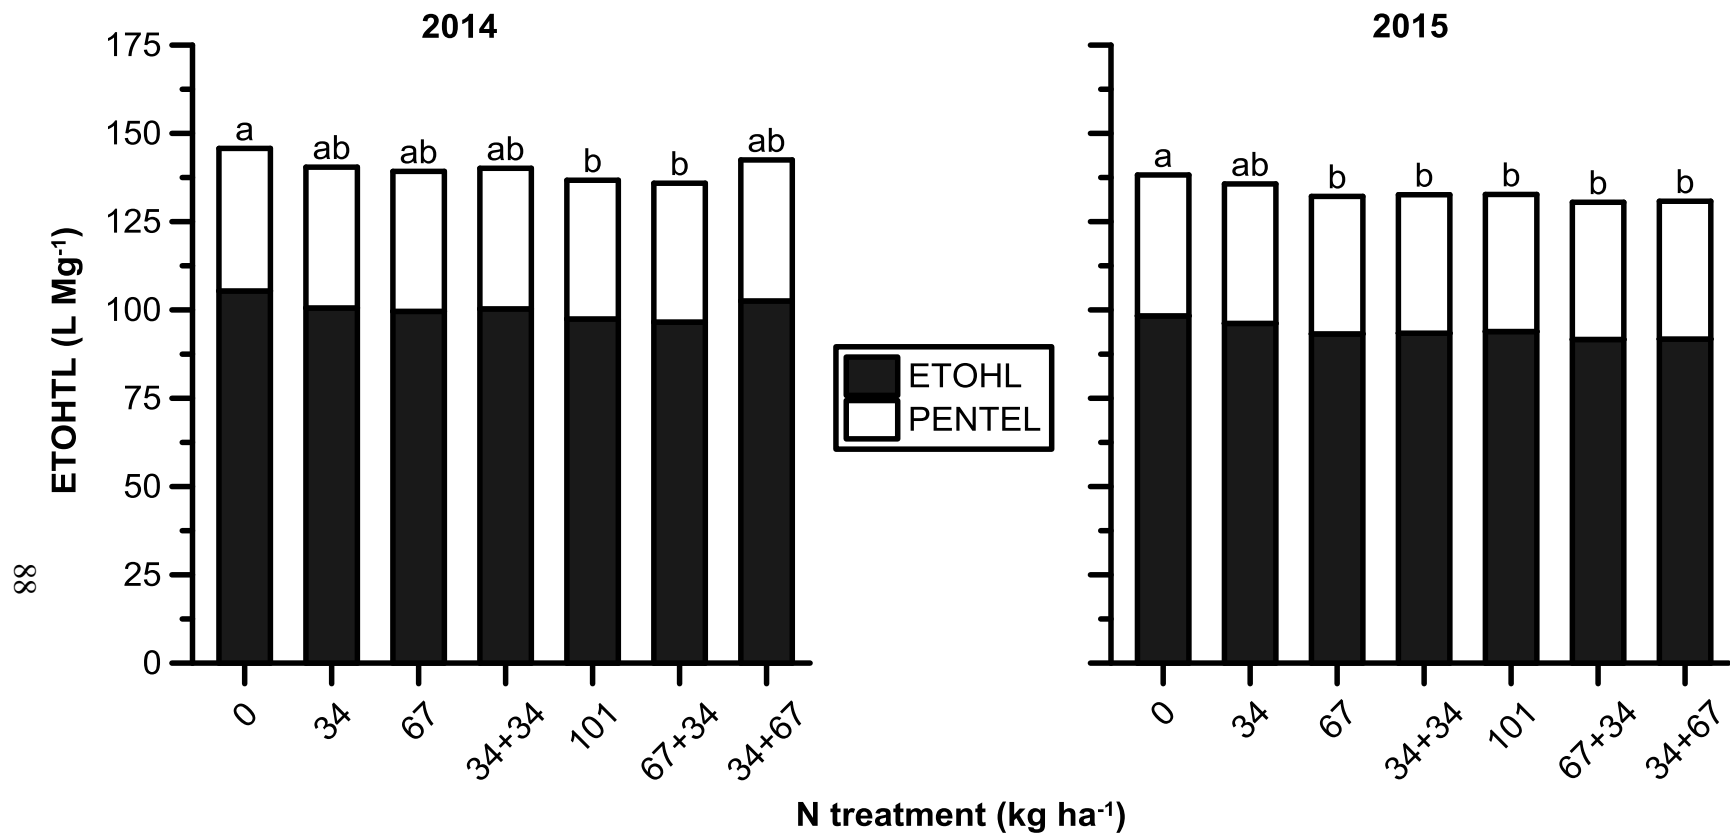 2014
2015
175
150
125
100
75
50
25
0
ETOHTL (L Mg⁻¹)
a
ab
ab
ab
b
b
ab
a
ab
b
b
b
b
b
ETOHL
PENTEL
0
34
67
34+34
101
67+34
34+67
0
34
67
34+34
101
67+34
34+67
N treatment (kg ha⁻¹)
88